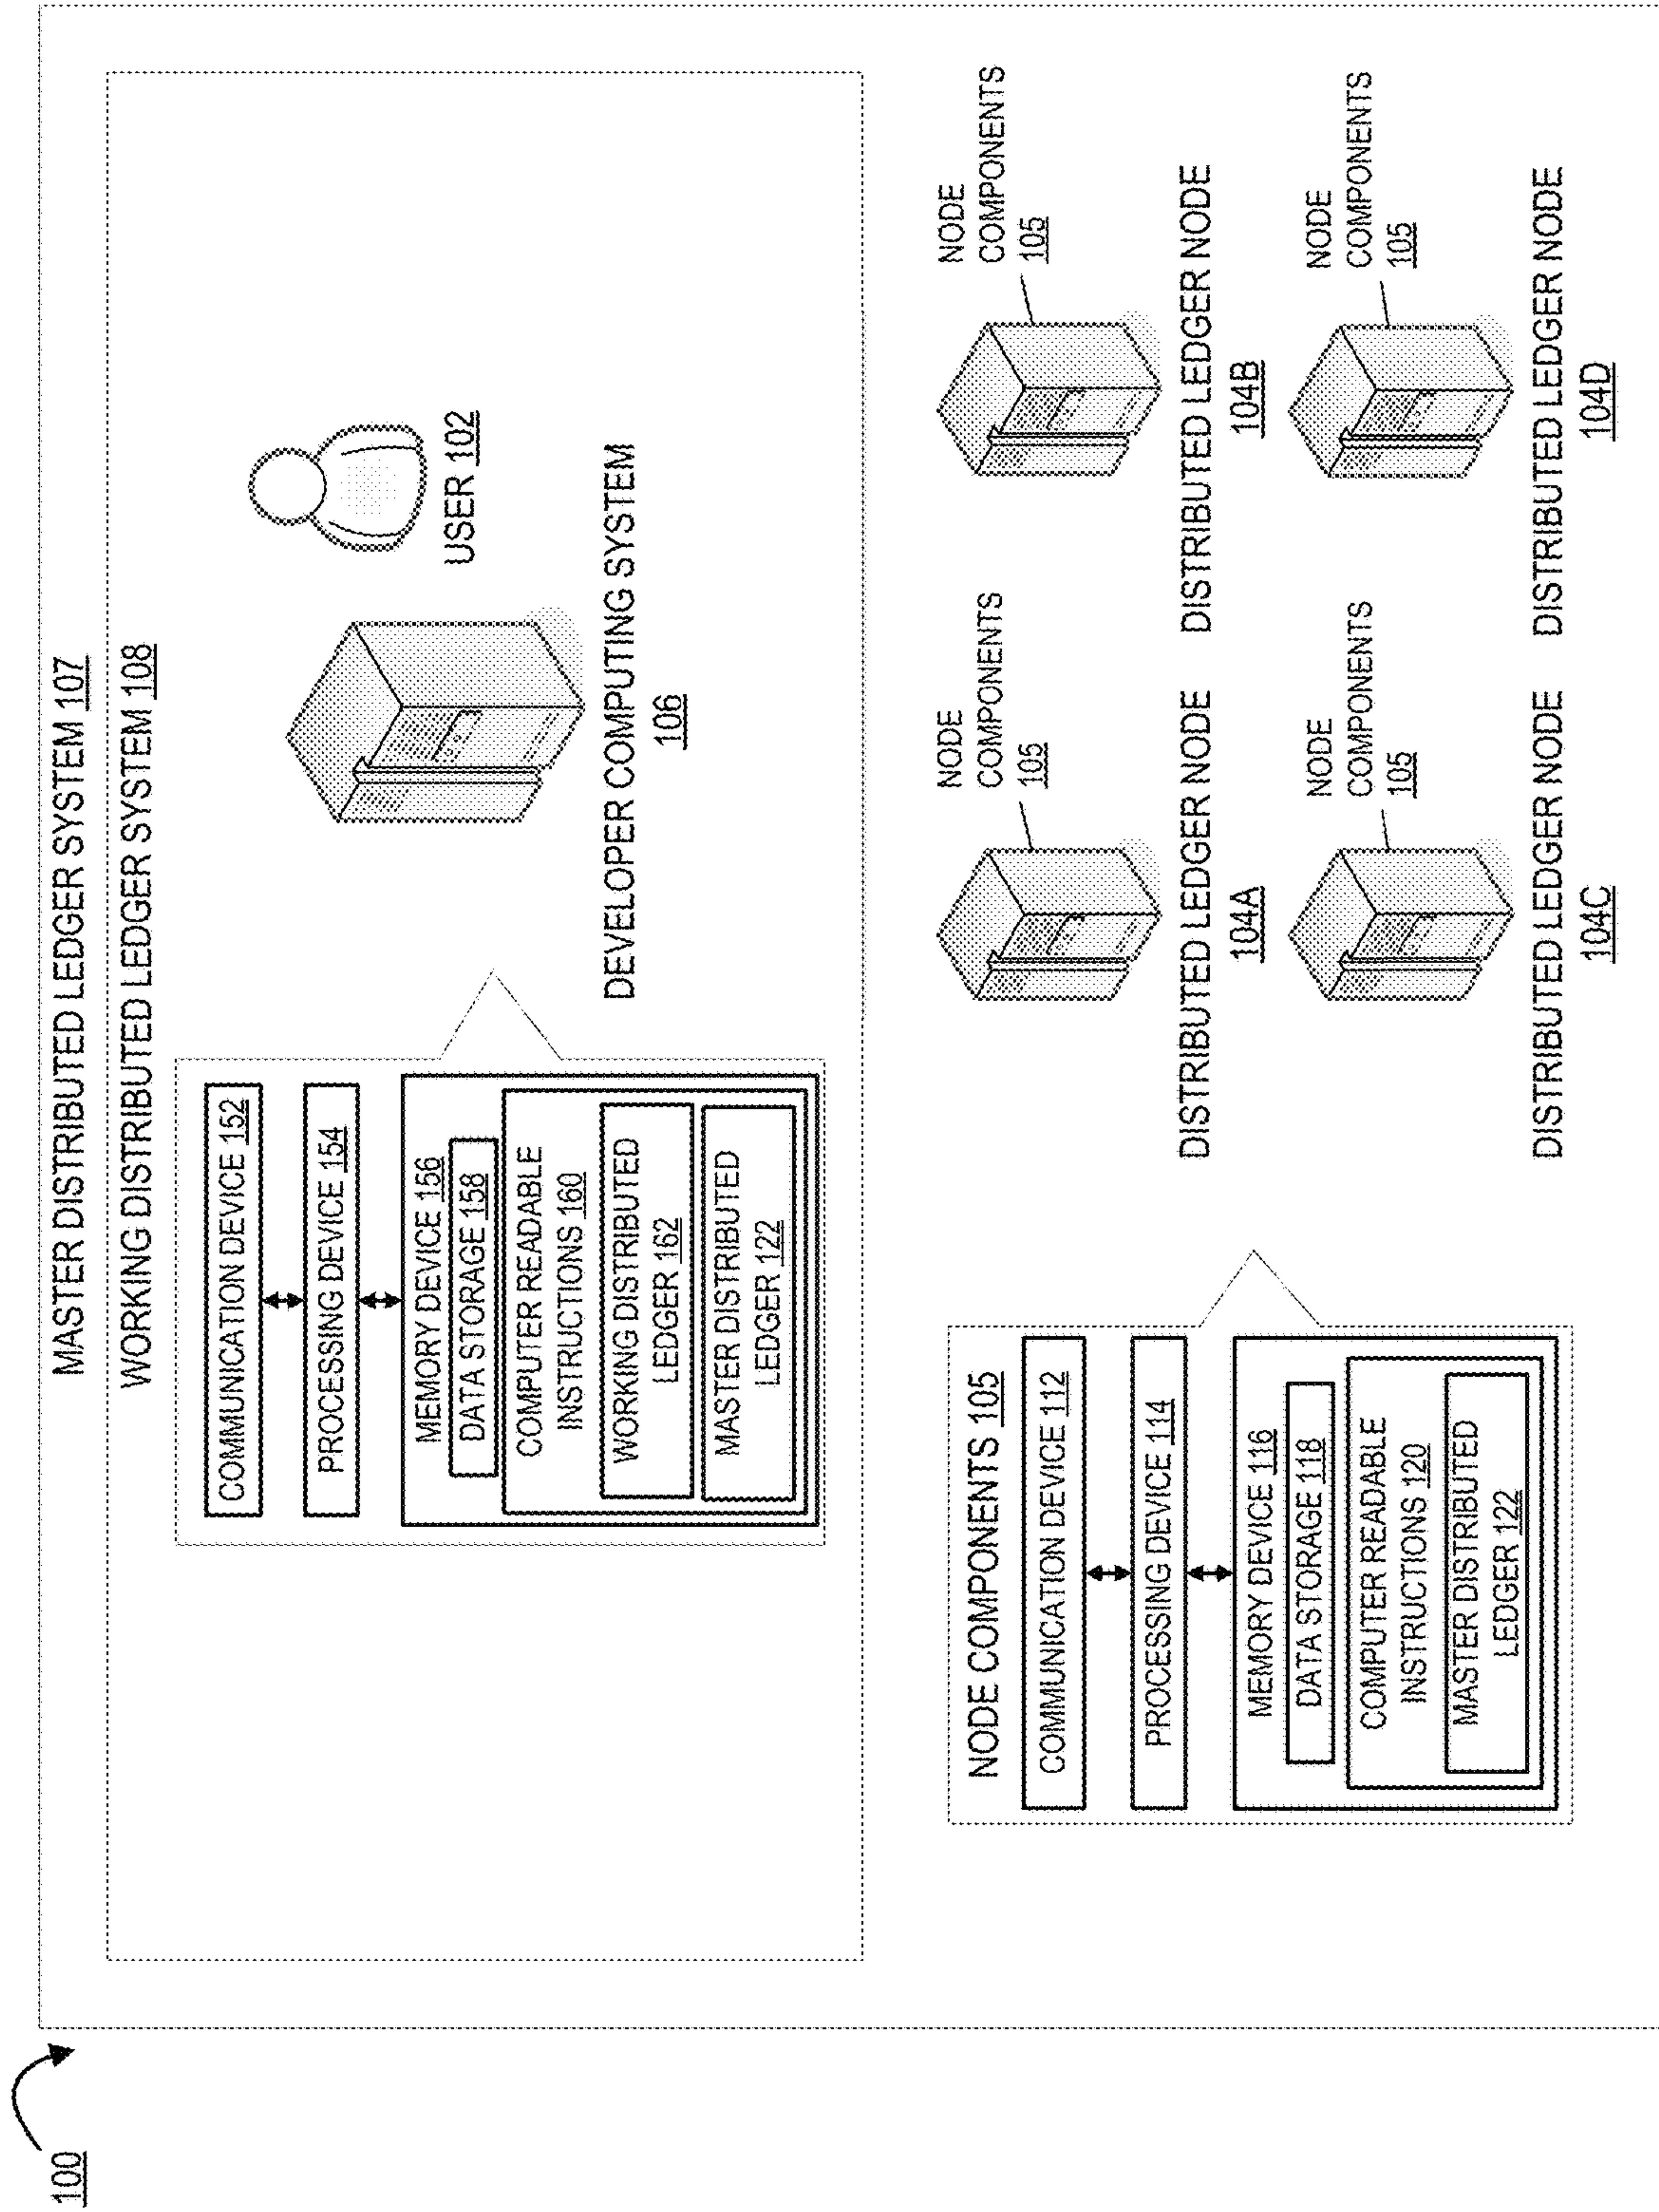 100
MASTER DISTRIBUTED LEDGER SYSTEM 107
WORKING DISTRIBUTED LEDGER SYSTEM 108
COMMUNICATION DEVICE 152
PROCESSING DEVICE 154
MEMORY DEVICE 156
DATA STORAGE 158
COMPUTER READABLE
INSTRUCTIONS 160
WORKING DISTRIBUTED
LEDGER 162
MASTER DISTRIBUTED
LEDGER 122
USER 102
DEVELOPER COMPUTING SYSTEM
106
NODE COMPONENTS 105
COMMUNICATION DEVICE 112
PROCESSING DEVICE 114
MEMORY DEVICE 116
DATA STORAGE 118
COMPUTER READABLE
INSTRUCTIONS 120
MASTER DISTRIBUTED
LEDGER 122
NODE
COMPONENTS
105
DISTRIBUTED LEDGER NODE
104A
NODE
COMPONENTS
105
DISTRIBUTED LEDGER NODE
104B
NODE
COMPONENTS
105
DISTRIBUTED LEDGER NODE
104C
NODE
COMPONENTS
105
DISTRIBUTED LEDGER NODE
104D